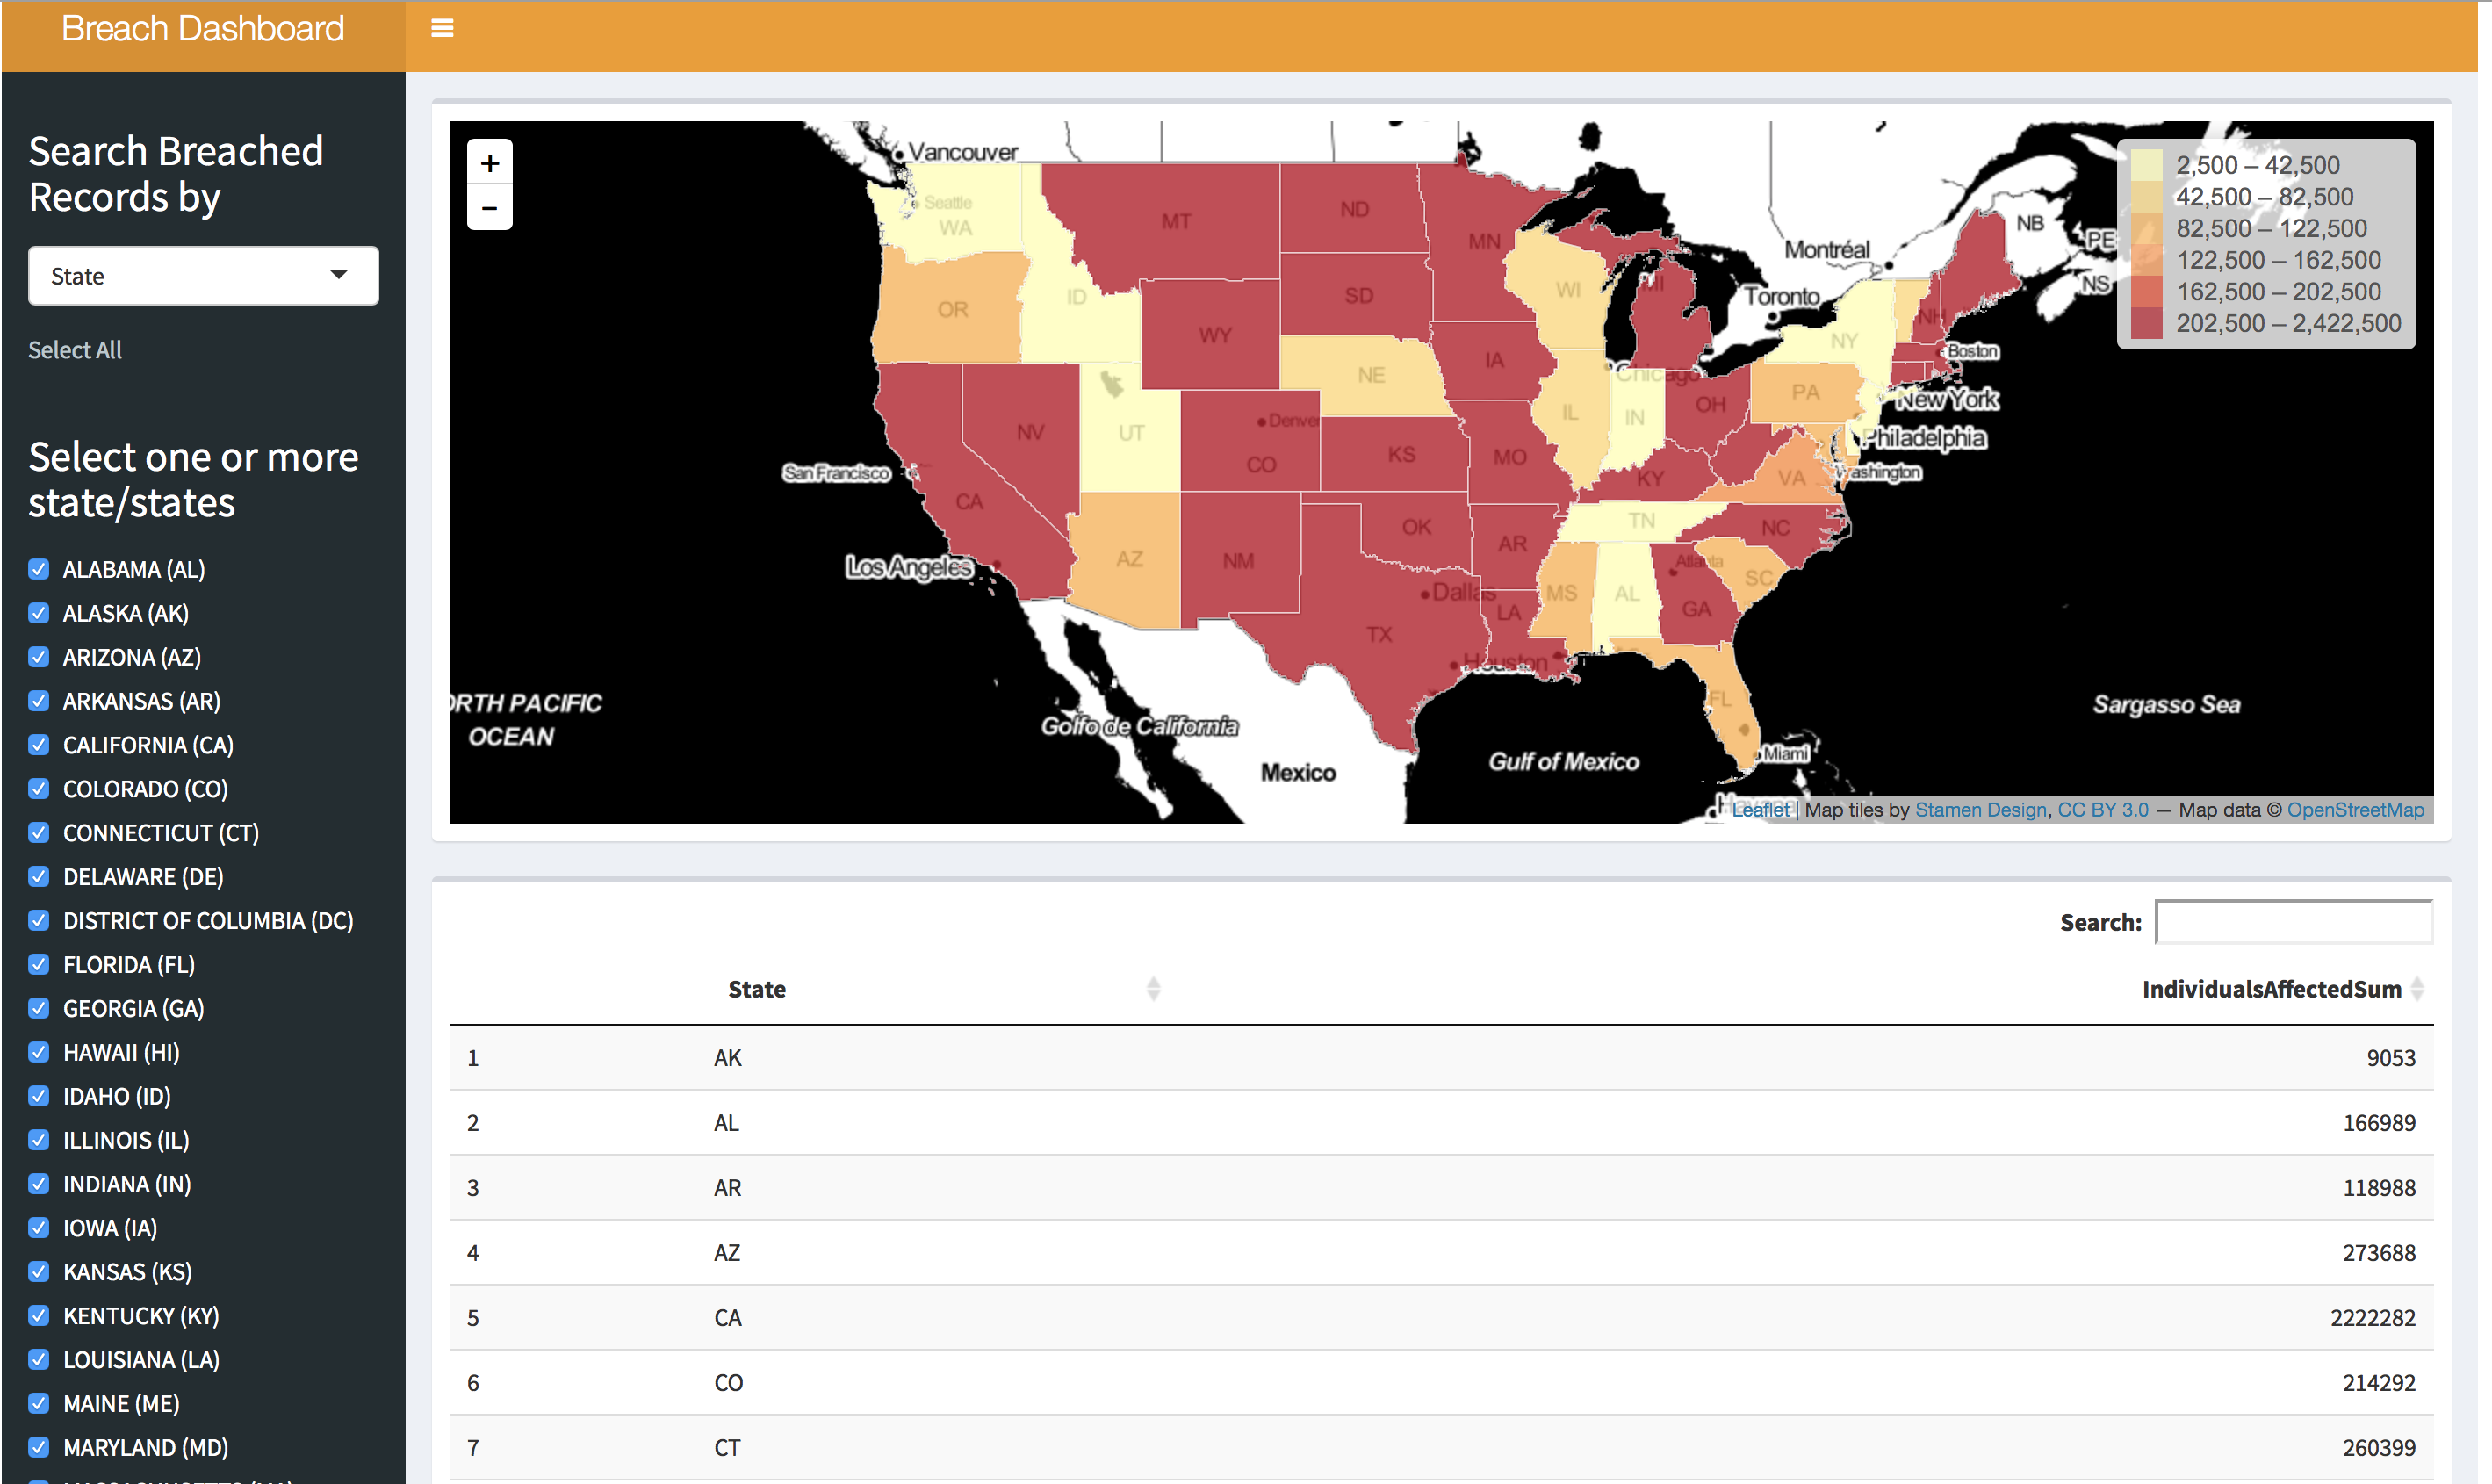 Breach Dashboard
Search Breached
Records by
State
Select All
Select one or more
state/states
ALABAMA (AL)
ALASKA (AK)
ARIZONA (AZ)
ARKANSAS (AR)
CALIFORNIA (CA)
COLORADO (CO)
CONNECTICUT (CT)
DELAWARE (DE)
DISTRICT OF COLUMBIA (DC)
FLORIDA (FL)
GEORGIA (GA)
HAWAII (HI)
IDAHO (ID)
ILLINOIS (IL)
INDIANA (IN)
IOWA (IA)
KANSAS (KS)
KENTUCKY (KY)
LOUISIANA (LA)
MAINE (ME)
MARYLAND (MD)
+
−
2,500 – 42,500
42,500 – 82,500
82,500 – 122,500
122,500 – 162,500
162,500 – 202,500
202,500 – 2,422,500
Vancouver
Seattle
WA
MT
ND
MN
OR
ID
WY
SD
WI
MI
Montréal
NB
PE
NS
Toronto
NH
Boston
NY
New York
NE
IA
Chicago
IL
IN
OH
PA
Philadelphia
Washington
NV
UT
Denver
CO
KS
MO
KY
VA
San Francisco
CA
Los Angeles
AZ
NM
OK
AR
TN
NC
Atlanta
SC
MS
AL
GA
Dallas
LA
TX
Houston
FL
Miami
ORTH PACIFIC
OCEAN
Golfo de California
Mexico
Gulf of Mexico
Sargasso Sea
Havana
Leaflet | Map tiles by Stamen Design, CC BY 3.0 — Map data © OpenStreetMap
Search:
State IndividualsAffectedSum
1 AK 9053
2 AL 166989
3 AR 118988
4 AZ 273688
5 CA 2222282
6 CO 214292
7 CT 260399